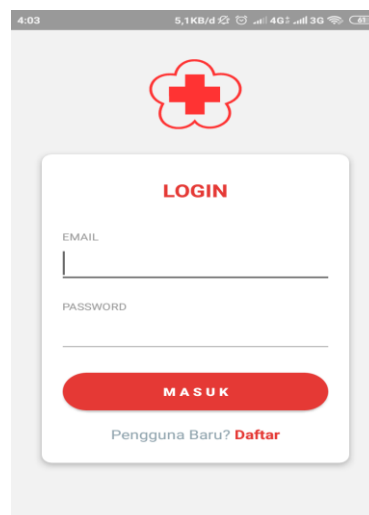 4:03 5,1KB/d 4G 3G
LOGIN
EMAIL
PASSWORD
MASUK
Pengguna Baru? Daftar